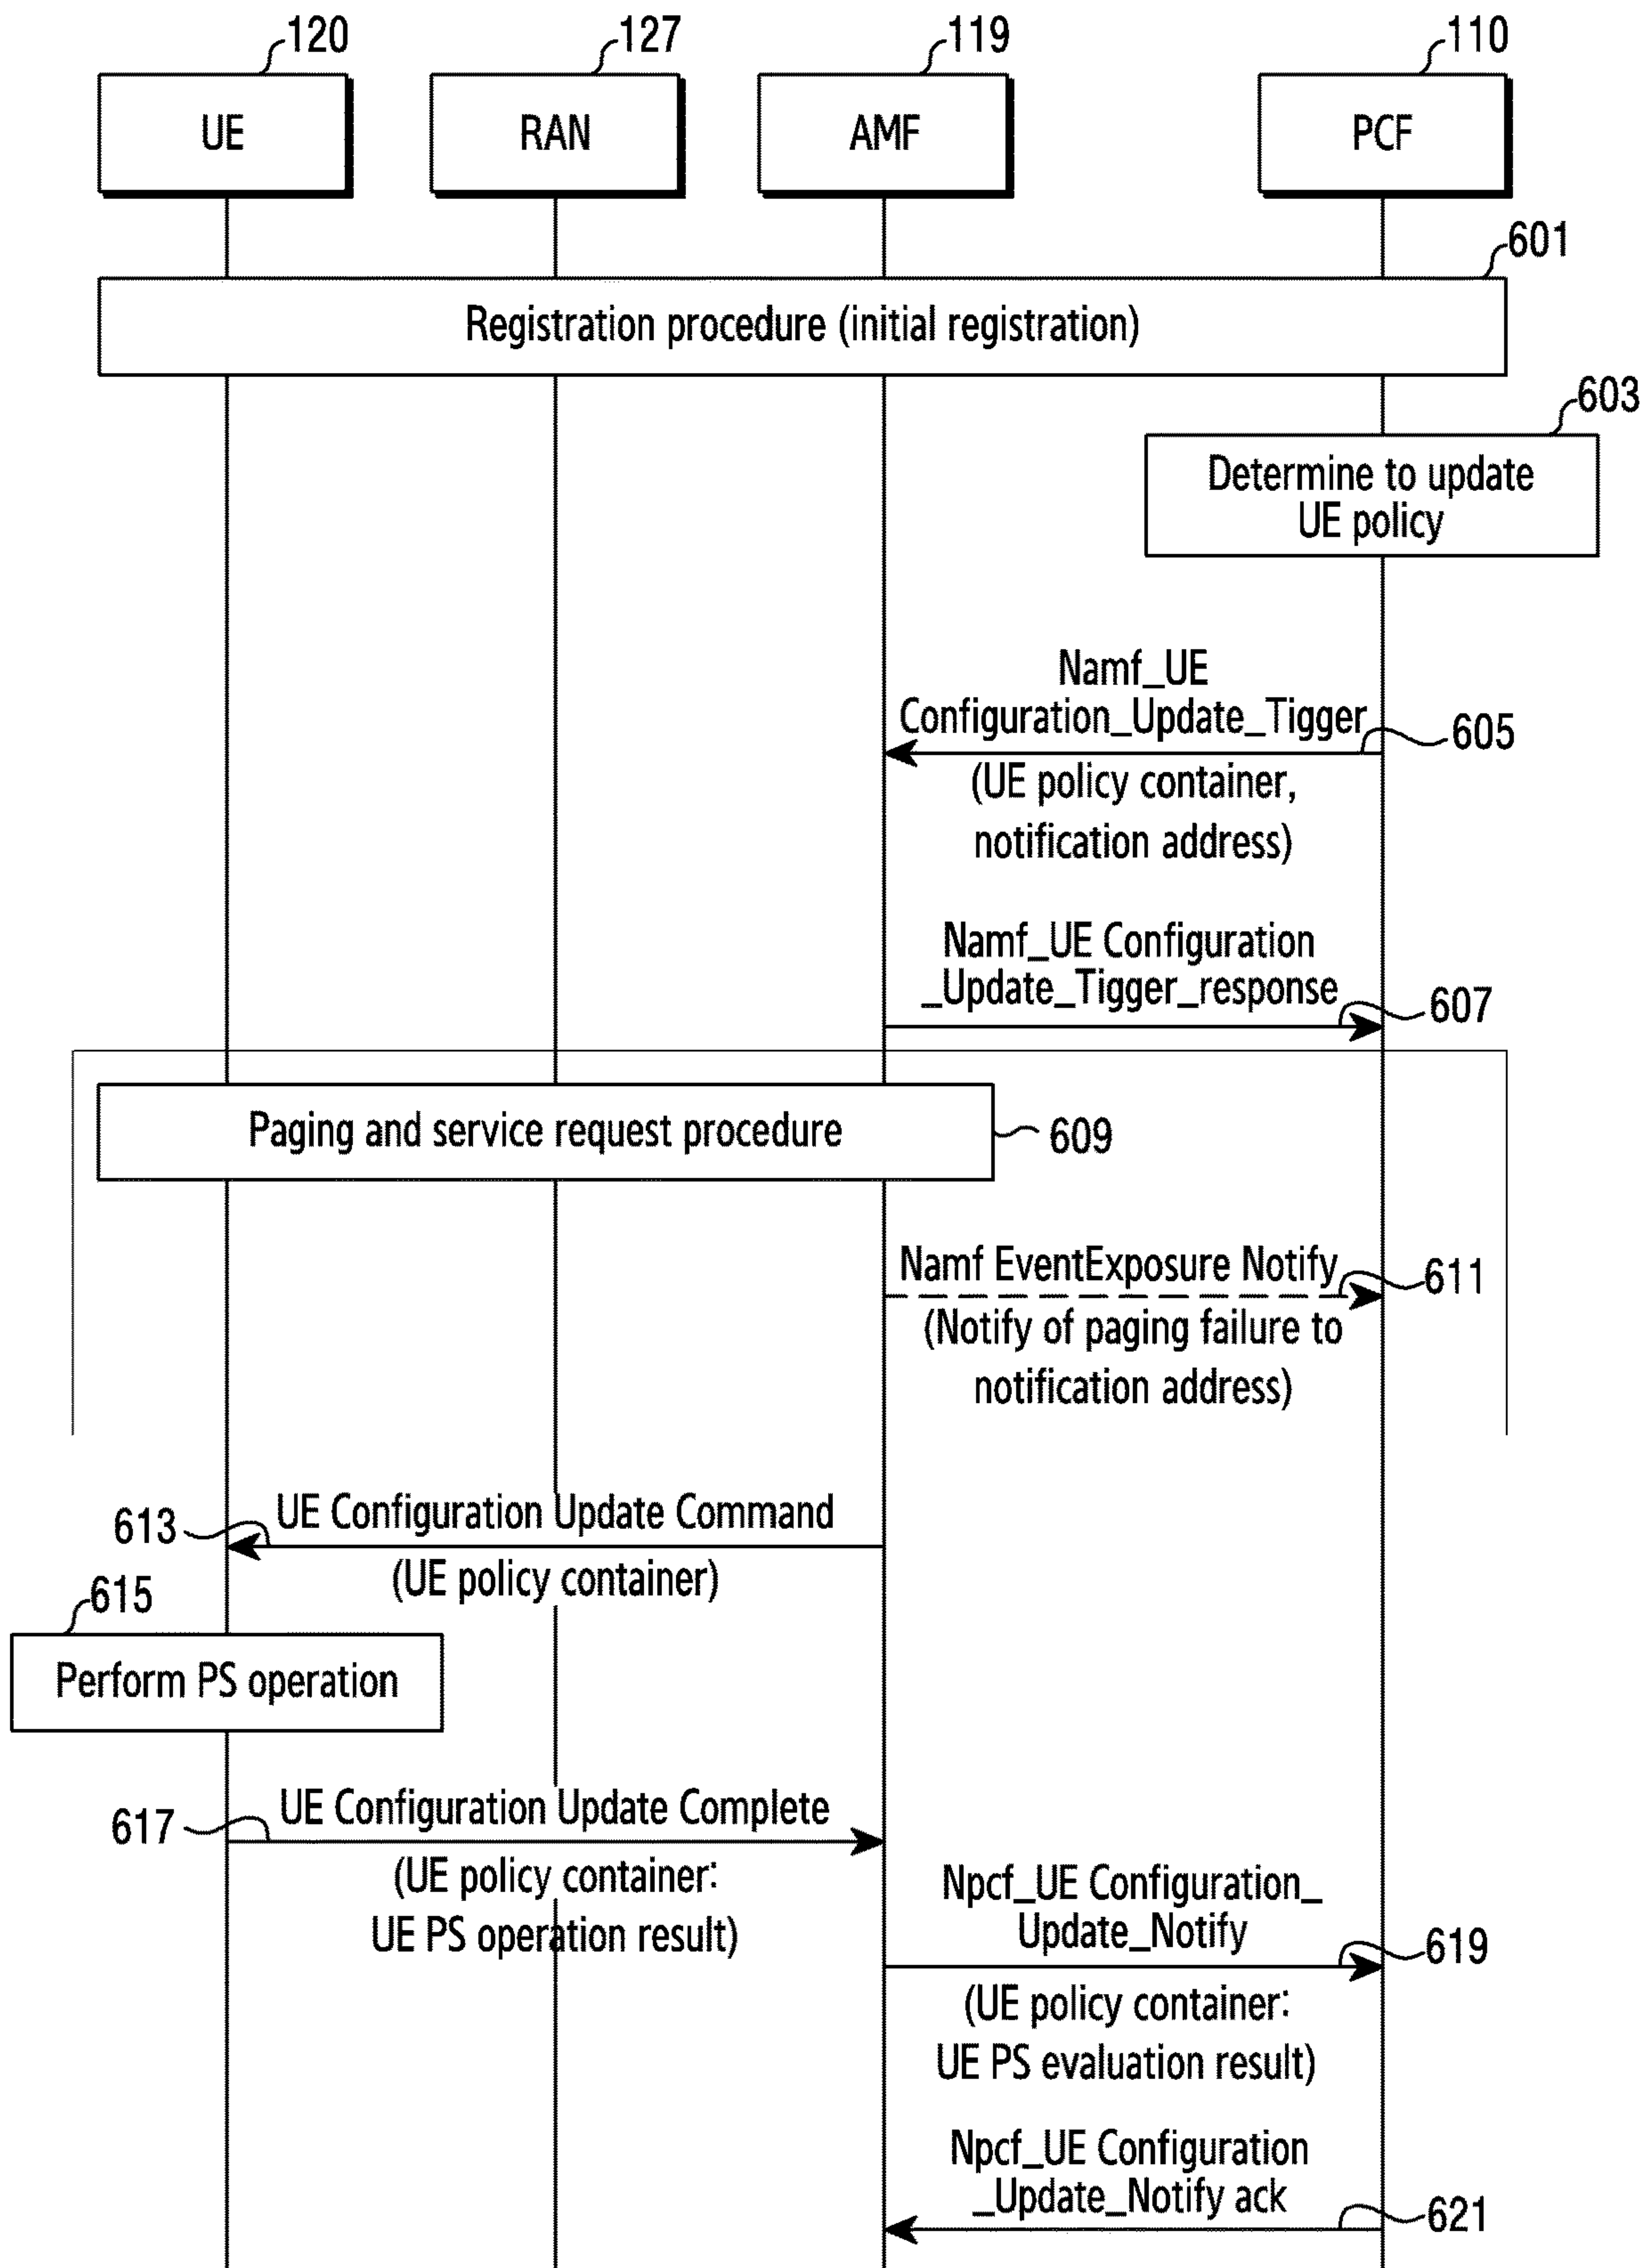 120
127
119
110
UE
RAN
AMF
PCF
601
Registration procedure (initial registration)
603
Determine to update
UE policy
Namf_UE
Configuration_Update_Tigger
605
(UE policy container,
notification address)
Namf_UE Configuration
_Update_Tigger_response
607
Paging and service request procedure
609
Namf EventExposure Notify
611
(Notify of paging failure to
notification address)
613
UE Configuration Update Command
(UE policy container)
615
Perform PS operation
617
UE Configuration Update Complete
(UE policy container:
UE PS operation result)
Npcf_UE Configuration_
Update_Notify
619
(UE policy container:
UE PS evaluation result)
Npcf_UE Configuration
_Update_Notify ack
621